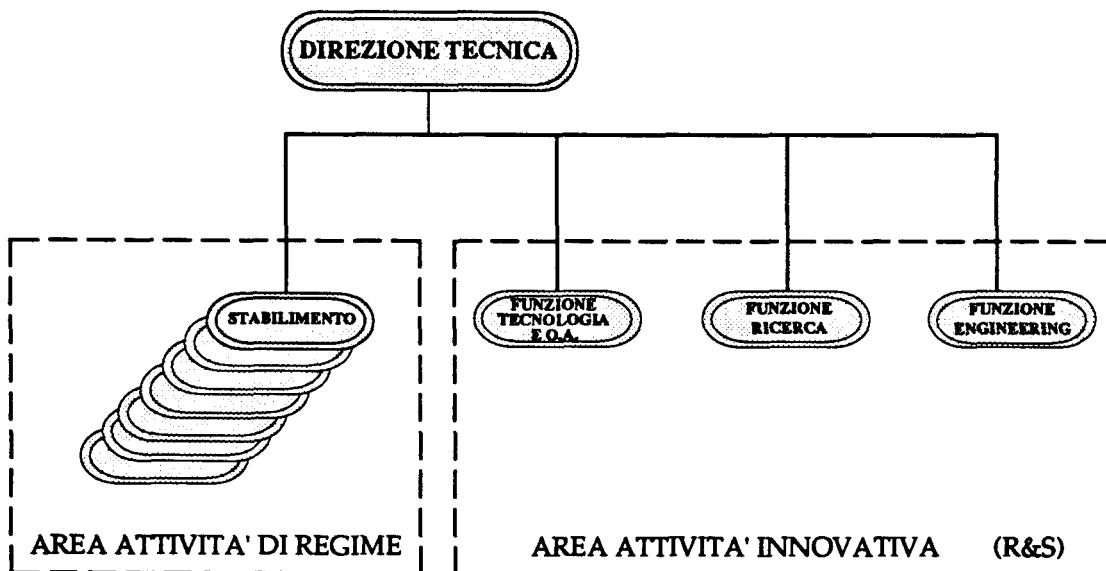 DIREZIONE TECNICA
STABILIMENTO
FUNZIONE
TECNOLOGIA
E O.A.
FUNZIONE
RICERCA
FUNZIONE
ENGINEERING
AREA ATTIVITA' DI REGIME
AREA ATTIVITA' INNOVATIVA (R&S)